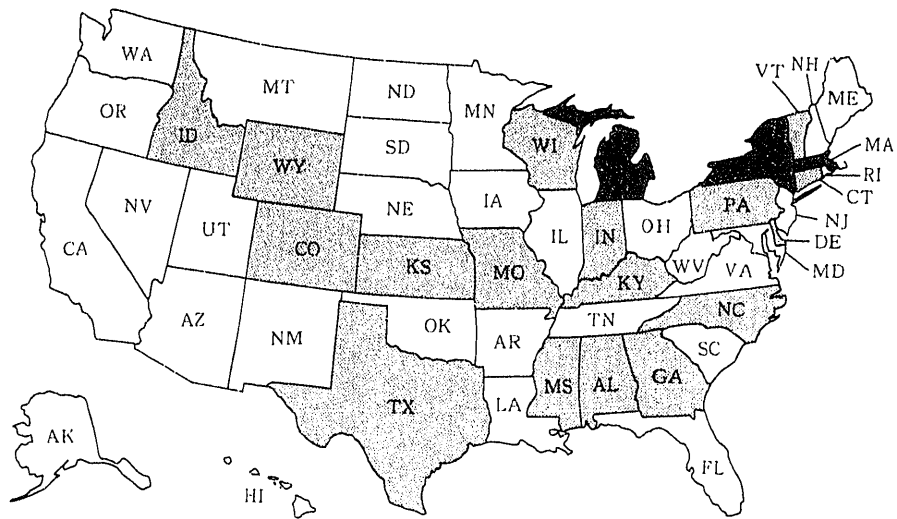 WA
MT
ND
MN
VT
NH
ME
OR
ID
WY
SD
WI
MA
RI
CT
NV
UT
CO
NE
IA
IL
IN
OH
PA
NJ
DE
MD
CA
KS
MO
KY
WV
VA
AZ
NM
OK
AR
TN
NC
SC
TX
LA
MS
AL
GA
FL
AK
HI